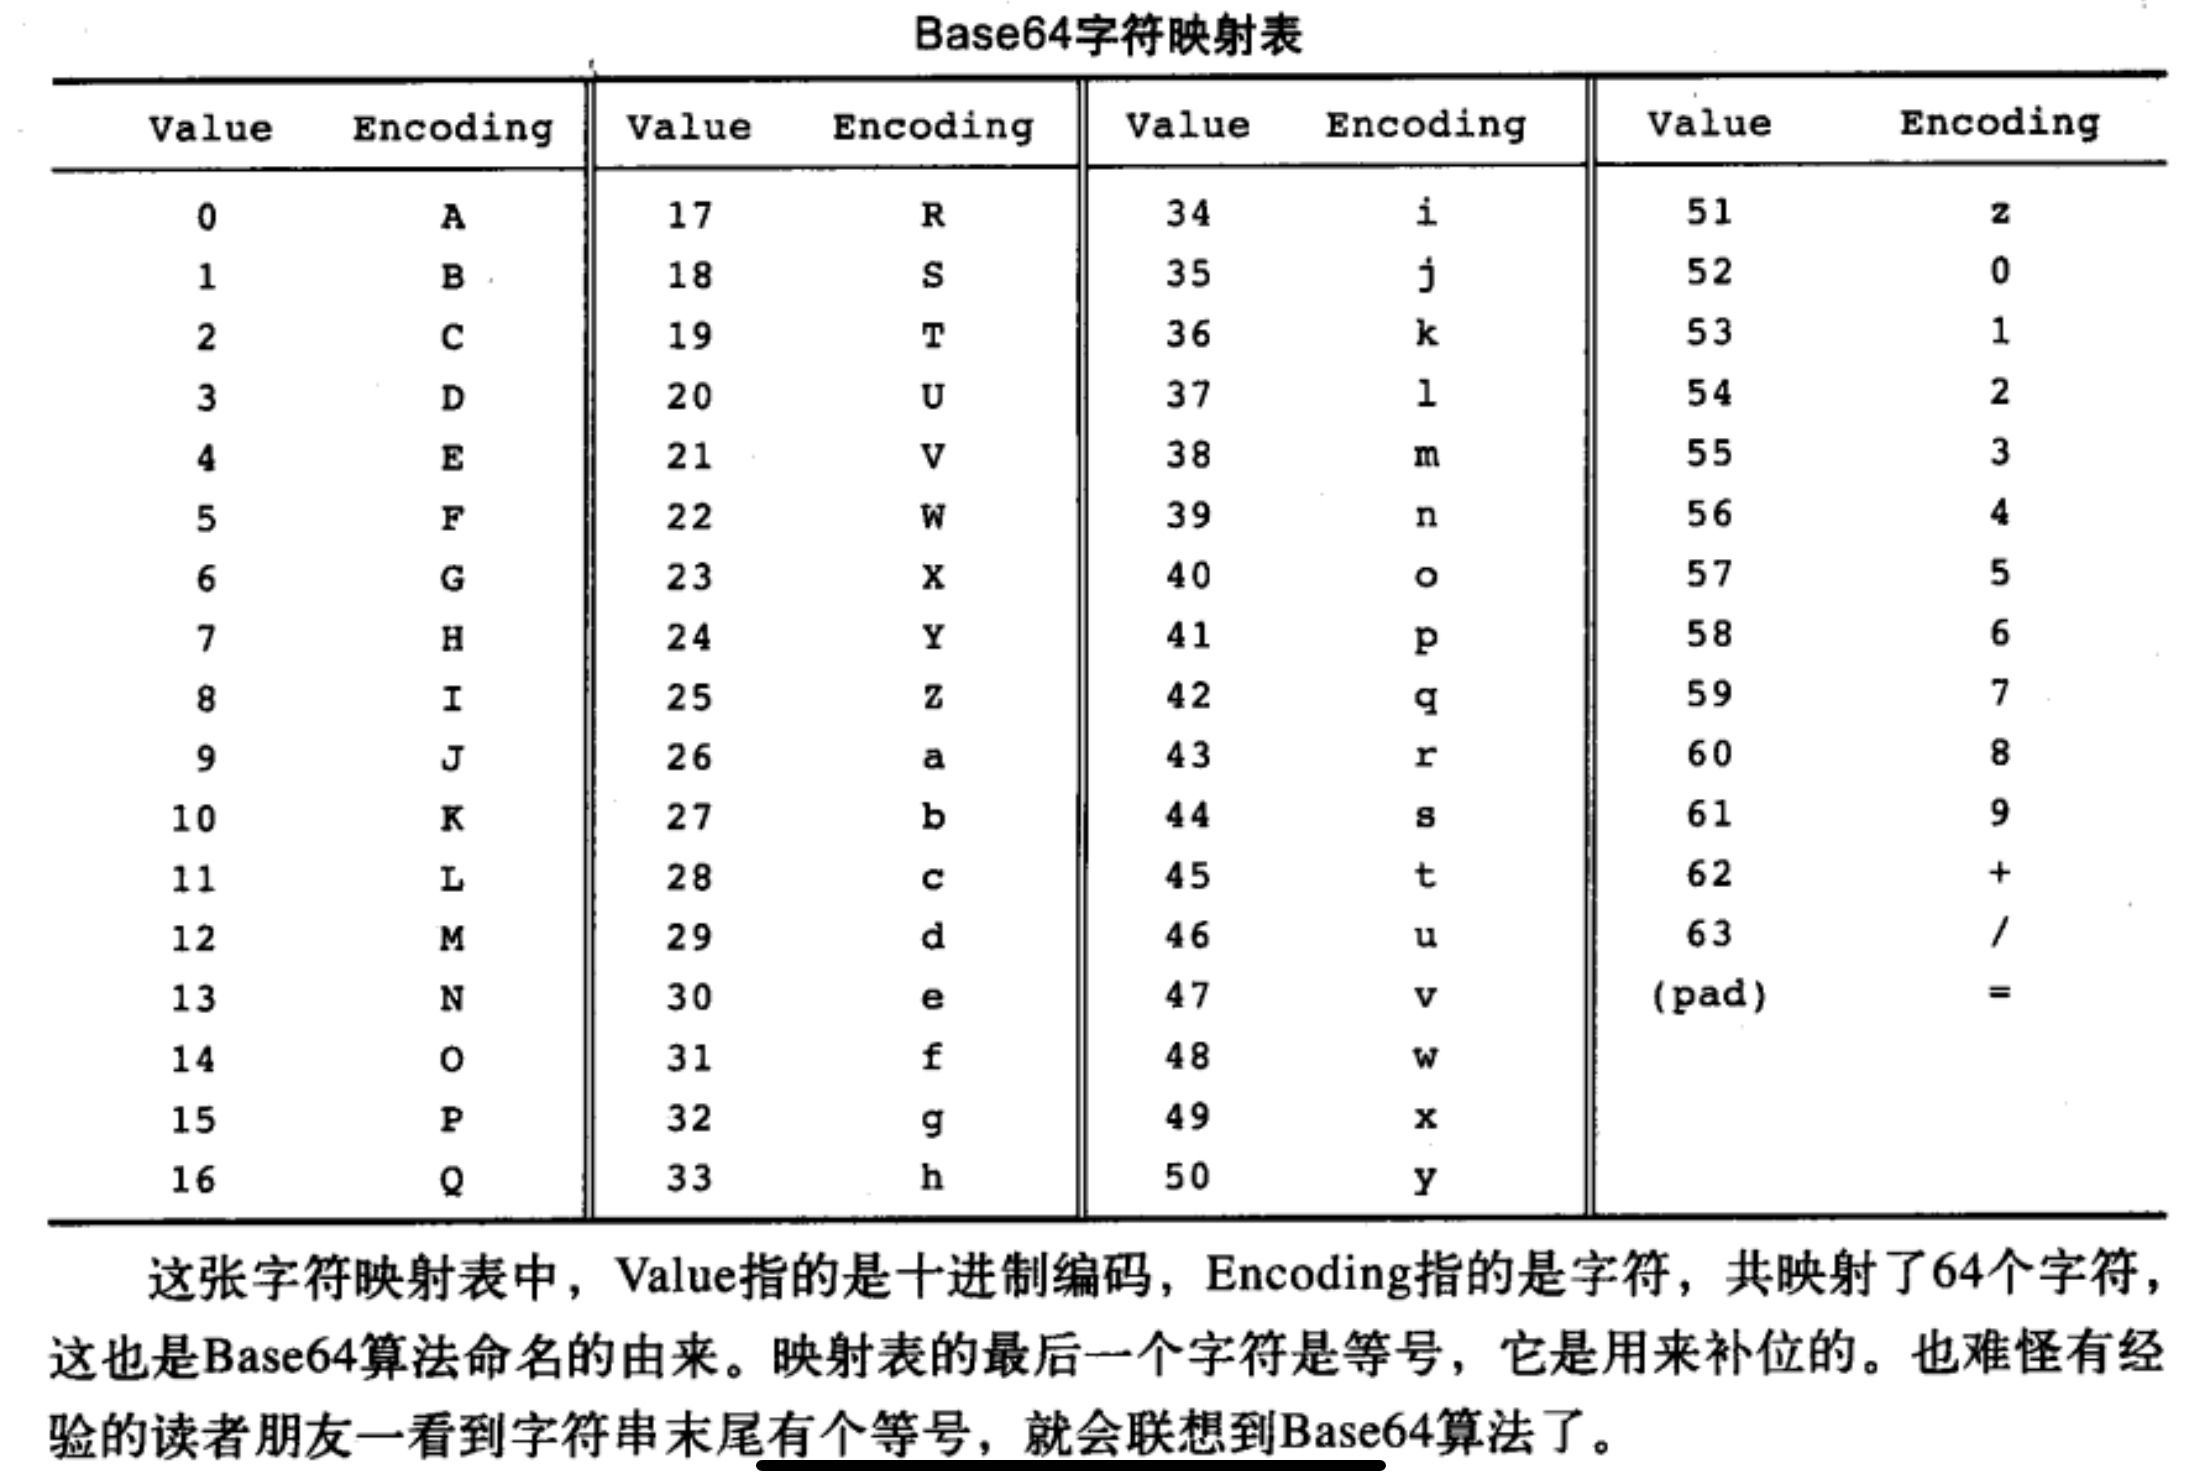 Base64字符映射表
Value Encoding Value Encoding Value Encoding Value Encoding
0 A 17 R 34 i 51 z
1 B 18 S 35 j 52 0
2 C 19 T 36 k 53 1
3 D 20 U 37 l 54 2
4 E 21 V 38 m 55 3
5 F 22 W 39 n 56 4
6 G 23 X 40 o 57 5
7 H 24 Y 41 p 58 6
8 I 25 Z 42 q 59 7
9 J 26 a 43 r 60 8
10 K 27 b 44 s 61 9
11 L 28 c 45 t 62 +
12 M 29 d 46 u 63 /
13 N 30 e 47 v (pad) =
14 O 31 f 48 w
15 P 32 g 49 x
16 Q 33 h 50 y
这张字符映射表中，Value指的是十进制编码，Encoding指的是字符，共映射了64个字符，
这也是Base64算法命名的由来。映射表的最后一个字符是等号，它是用来补位的。也难怪有经
验的读者朋友一看到字符串末尾有个等号，就会联想到Base64算法了。